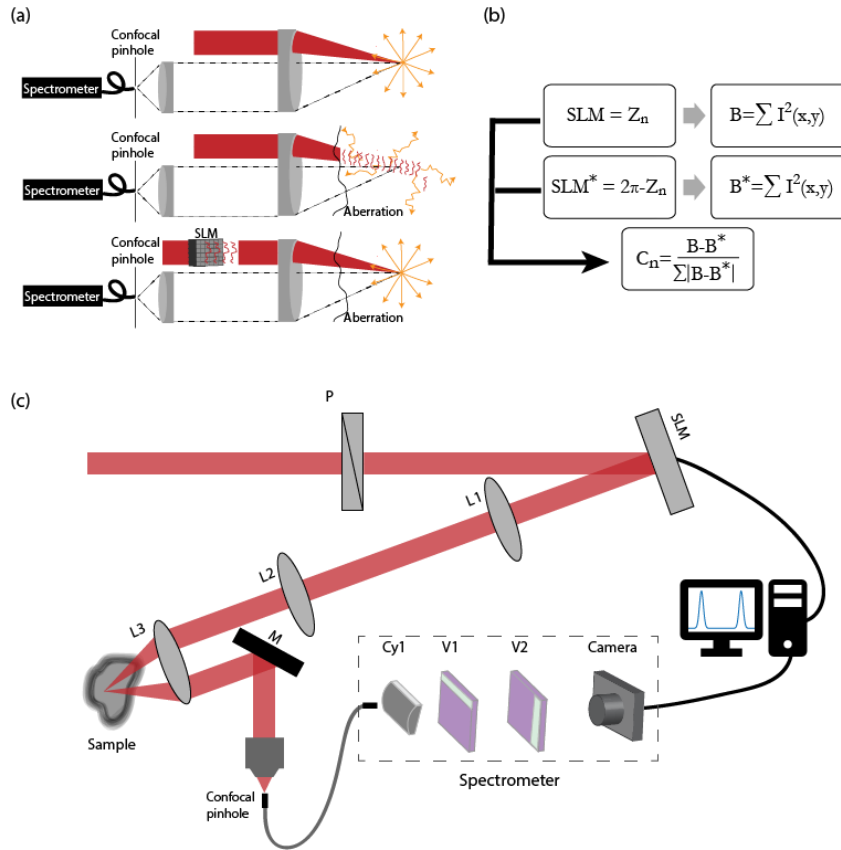 (a)
Confocal
pinhole
Spectrometer
Confocal
pinhole
Spectrometer
Aberration
SLM
Confocal
pinhole
Spectrometer
Aberration
(b)
SLM = Zn
B=∑ I²(x,y)
SLM* = 2π-Zn
B*=∑ I²(x,y)
Cn= B-B* / ∑|B-B*|
(c)
P
SLM
L1
L2
L3
M
Sample
Confocal
pinhole
Cy1
V1
V2
Camera
Spectrometer